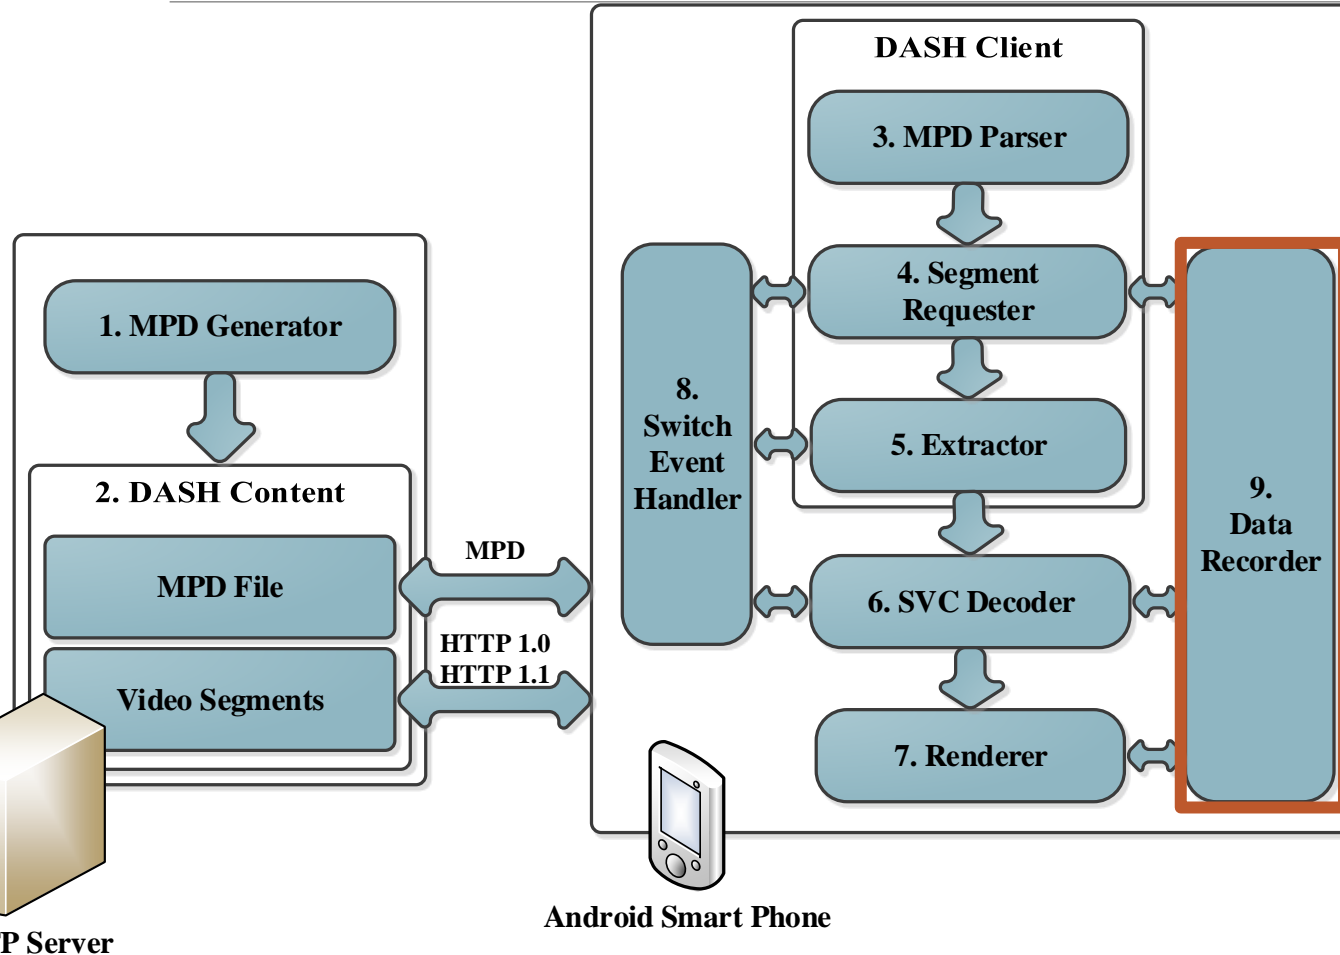 DASH Client
3. MPD Parser
4. Segment
Requester
1. MPD Generator
8.
Switch
Event
Handler
5. Extractor
2. DASH Content
9.
Data
Recorder
MPD
MPD File
6. SVC Decoder
HTTP 1.0
HTTP 1.1
Video Segments
7. Renderer
Android Smart Phone
P Server